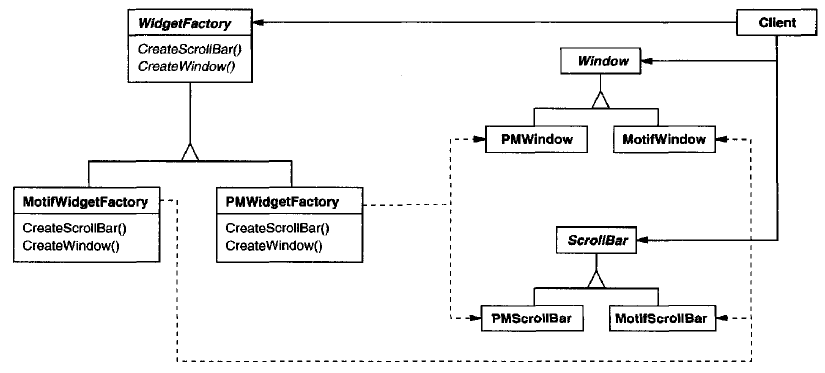 WidgetFactory
CreateScrollBar()
CreateWindow()
Client
Window
PMWindow
MotifWindow
MotifWidgetFactory
CreateScrollBar()
CreateWindow()
PMWidgetFactory
CreateScrollBar()
CreateWindow()
ScrollBar
PMScrollBar
MotifScrollBar